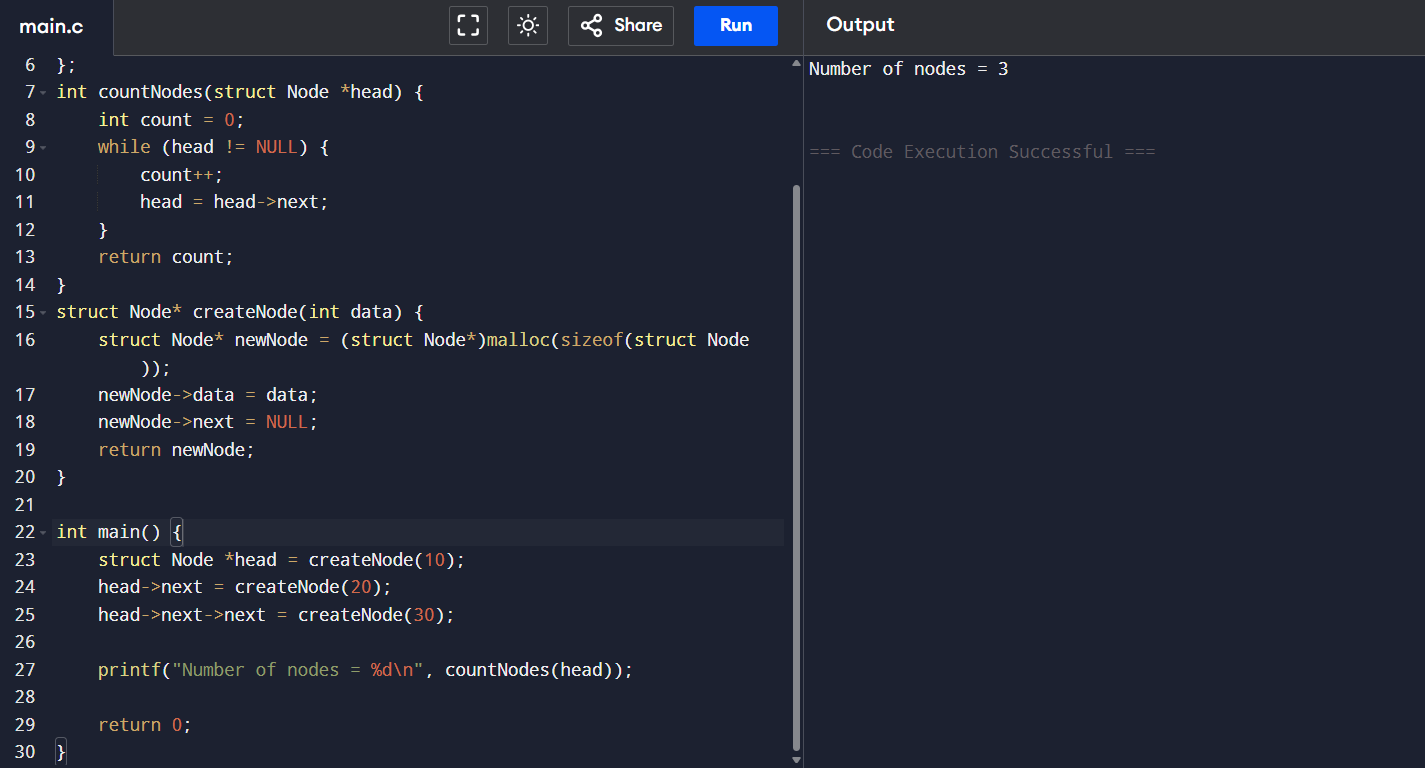 main.c
Share
Run
Output
6 };
7 int countNodes(struct Node *head) {
8     int count = 0;
9     while (head != NULL) {
10         count++;
11         head = head->next;
12     }
13     return count;
14 }
15 struct Node* createNode(int data) {
16     struct Node* newNode = (struct Node*)malloc(sizeof(struct Node
        ));
17     newNode->data = data;
18     newNode->next = NULL;
19     return newNode;
20 }
21
22 int main() {
23     struct Node *head = createNode(10);
24     head->next = createNode(20);
25     head->next->next = createNode(30);
26
27     printf("Number of nodes = %d\n", countNodes(head));
28
29     return 0;
30 }
Number of nodes = 3
=== Code Execution Successful ===